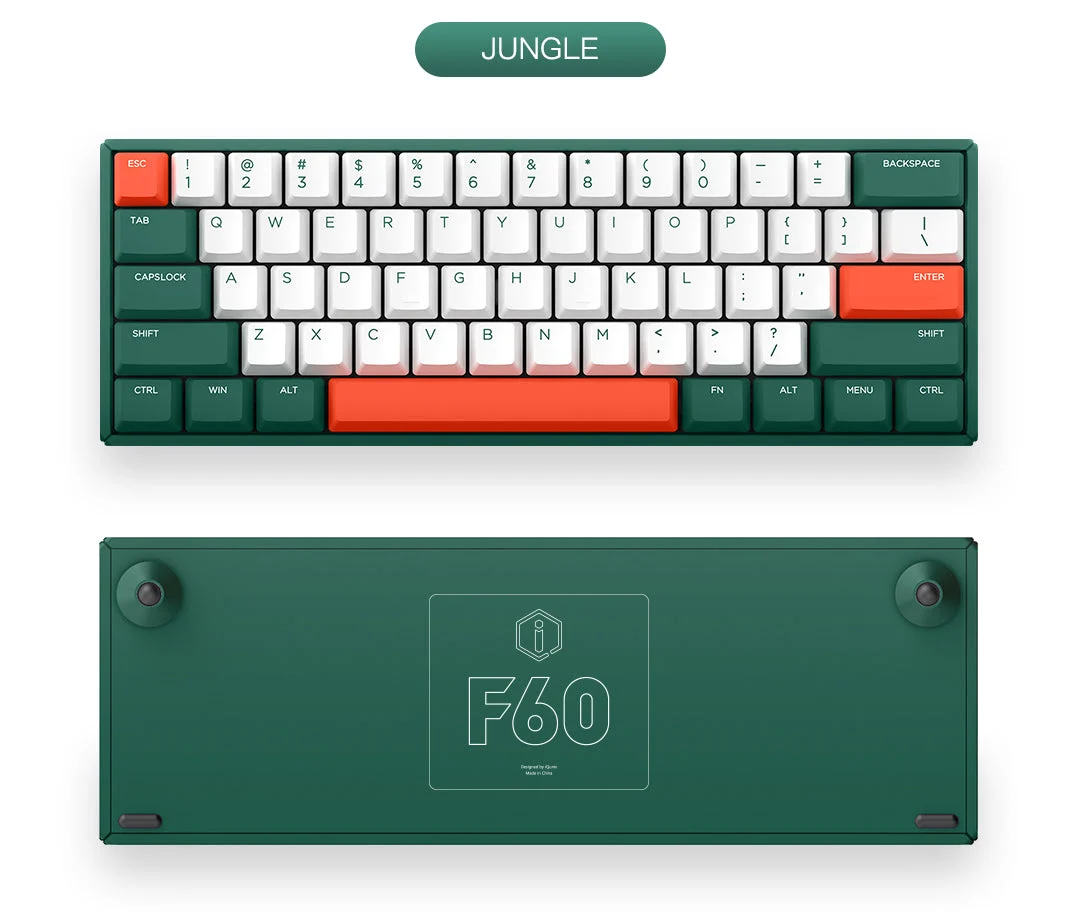 JUNGLE
ESC ! 1 @ 2 # 3 $ 4 % 5 ^ 6 & 7 * 8 ( 9 ) 0 — - + = BACKSPACE
TAB Q W E R T Y U I O P { [ } ] | \
CAPSLOCK A S D F G H J K L : ; " ' ENTER
SHIFT Z X C V B N M < , > . ? / SHIFT
CTRL WIN ALT FN ALT MENU CTRL
i
F60
Designed by iQunix
Made in China